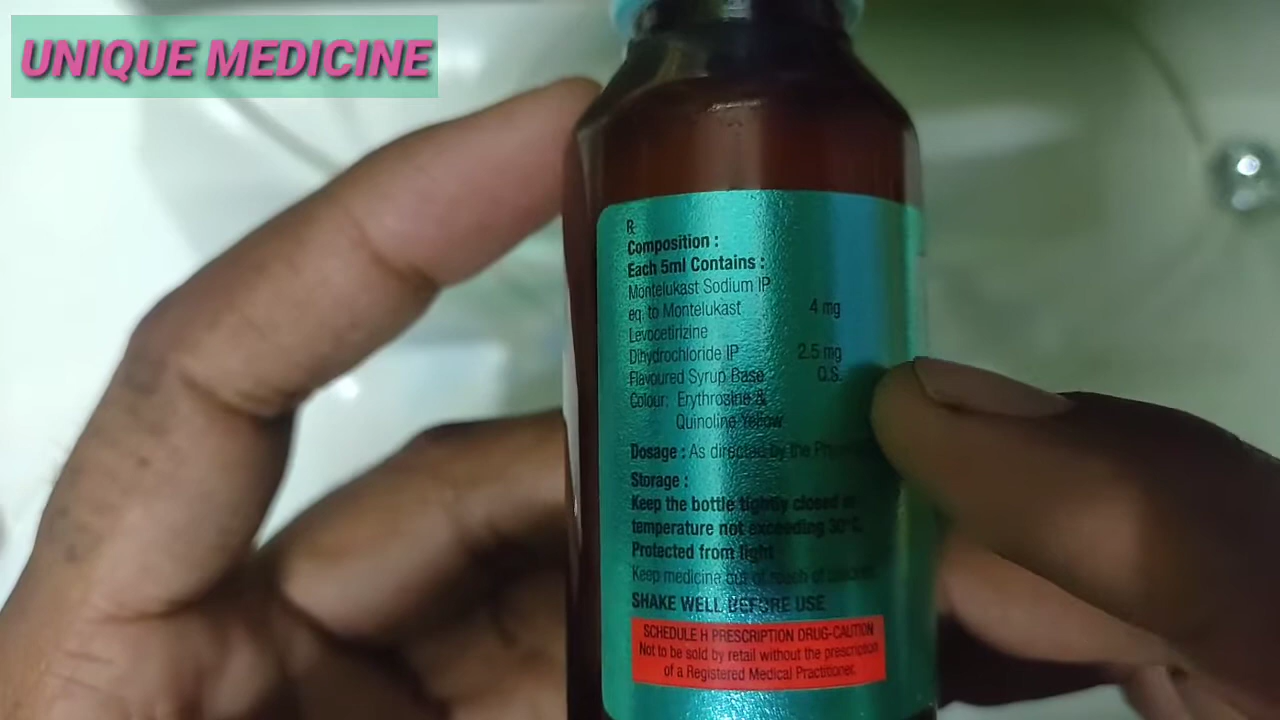 UNIQUE MEDICINE
℞
Composition :
Each 5ml Contains :
Montelukast Sodium IP
eq. to Montelukast 4 mg
Levocetirizine
Dihydrochloride IP 2.5 mg
Flavoured Syrup Base Q.S.
Colour: Erythrosine &
Quinoline Yellow
Dosage : As directed by the
Storage :
Keep the bottle tightly closed at
temperature not exceeding 30°C.
Protected from light
Keep medicine out of reach of
SHAKE WELL BEFORE USE
SCHEDULE H PRESCRIPTION DRUG-CAUTION
Not to be sold by retail without the prescription
of a Registered Medical Practitioner.